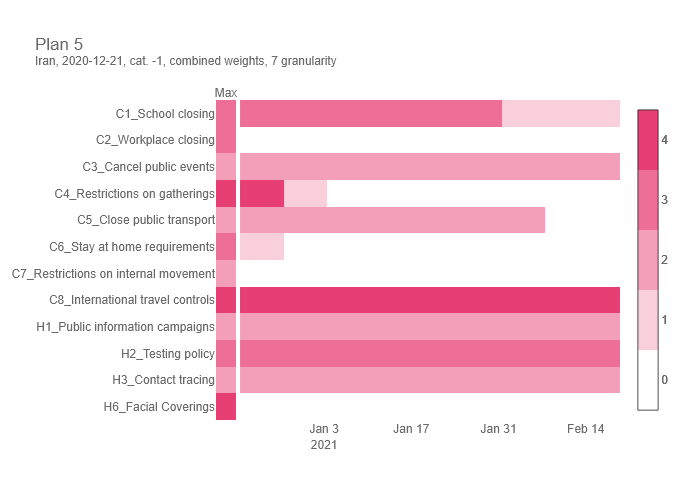 Plan 5
Iran, 2020-12-21, cat. -1, combined weights, 7 granularity
Max
C1_School closing
C2_Workplace closing
C3_Cancel public events
C4_Restrictions on gatherings
C5_Close public transport
C6_Stay at home requirements
C7_Restrictions on internal movement
C8_International travel controls
H1_Public information campaigns
H2_Testing policy
H3_Contact tracing
H6_Facial Coverings
Jan 3 Jan 17 Jan 31 Feb 14
2021
4
3
2
1
0